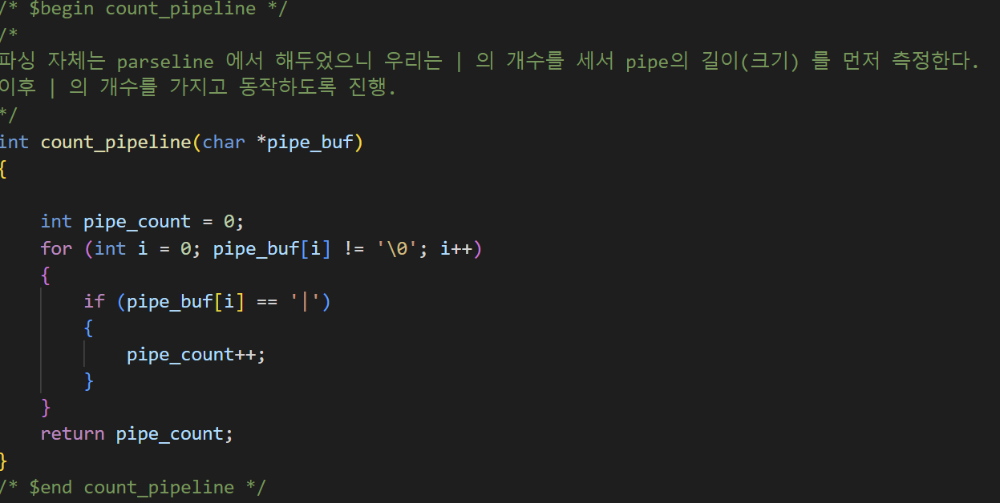 /* $begin count_pipeline */
/*
파싱 자체는 parseline 에서 해두었으니 우리는 | 의 개수를 세서 pipe의 길이(크기) 를 먼저 측정한다.
이후 | 의 개수를 가지고 동작하도록 진행.
*/
int count_pipeline(char *pipe_buf)
{
    int pipe_count = 0;
    for (int i = 0; pipe_buf[i] != '\0'; i++)
    {
        if (pipe_buf[i] == '|')
        {
            pipe_count++;
        }
    }
    return pipe_count;
}
/* $end count_pipeline */